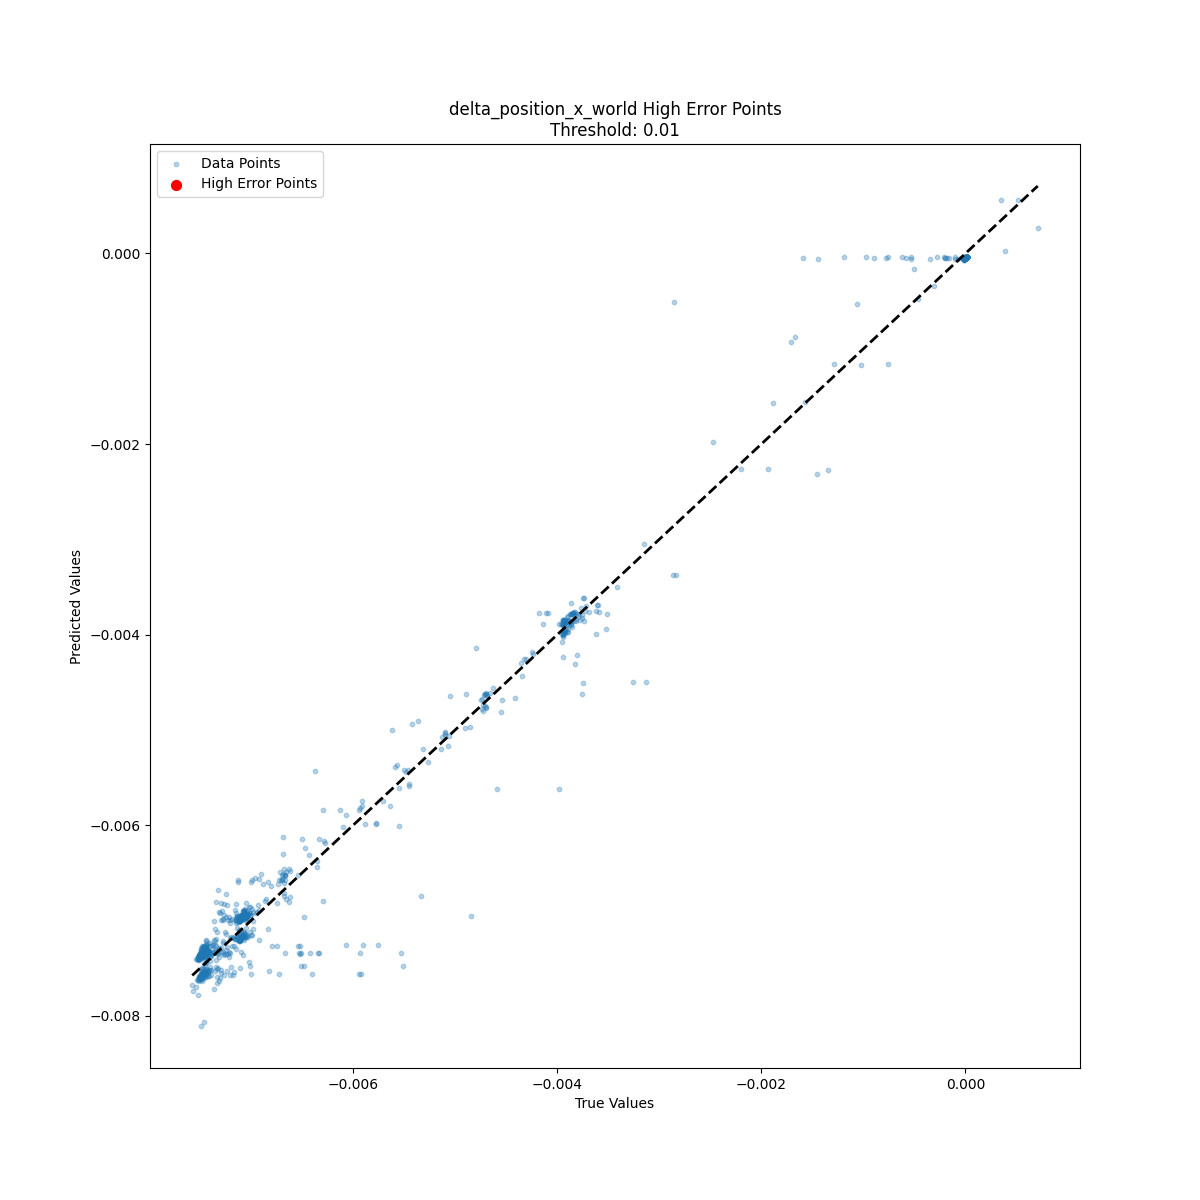 delta_position_x_world High Error Points
Threshold: 0.01
Data Points
High Error Points
0.000
−0.002
−0.004
−0.006
−0.008
Predicted Values
−0.006
−0.004
−0.002
0.000
True Values